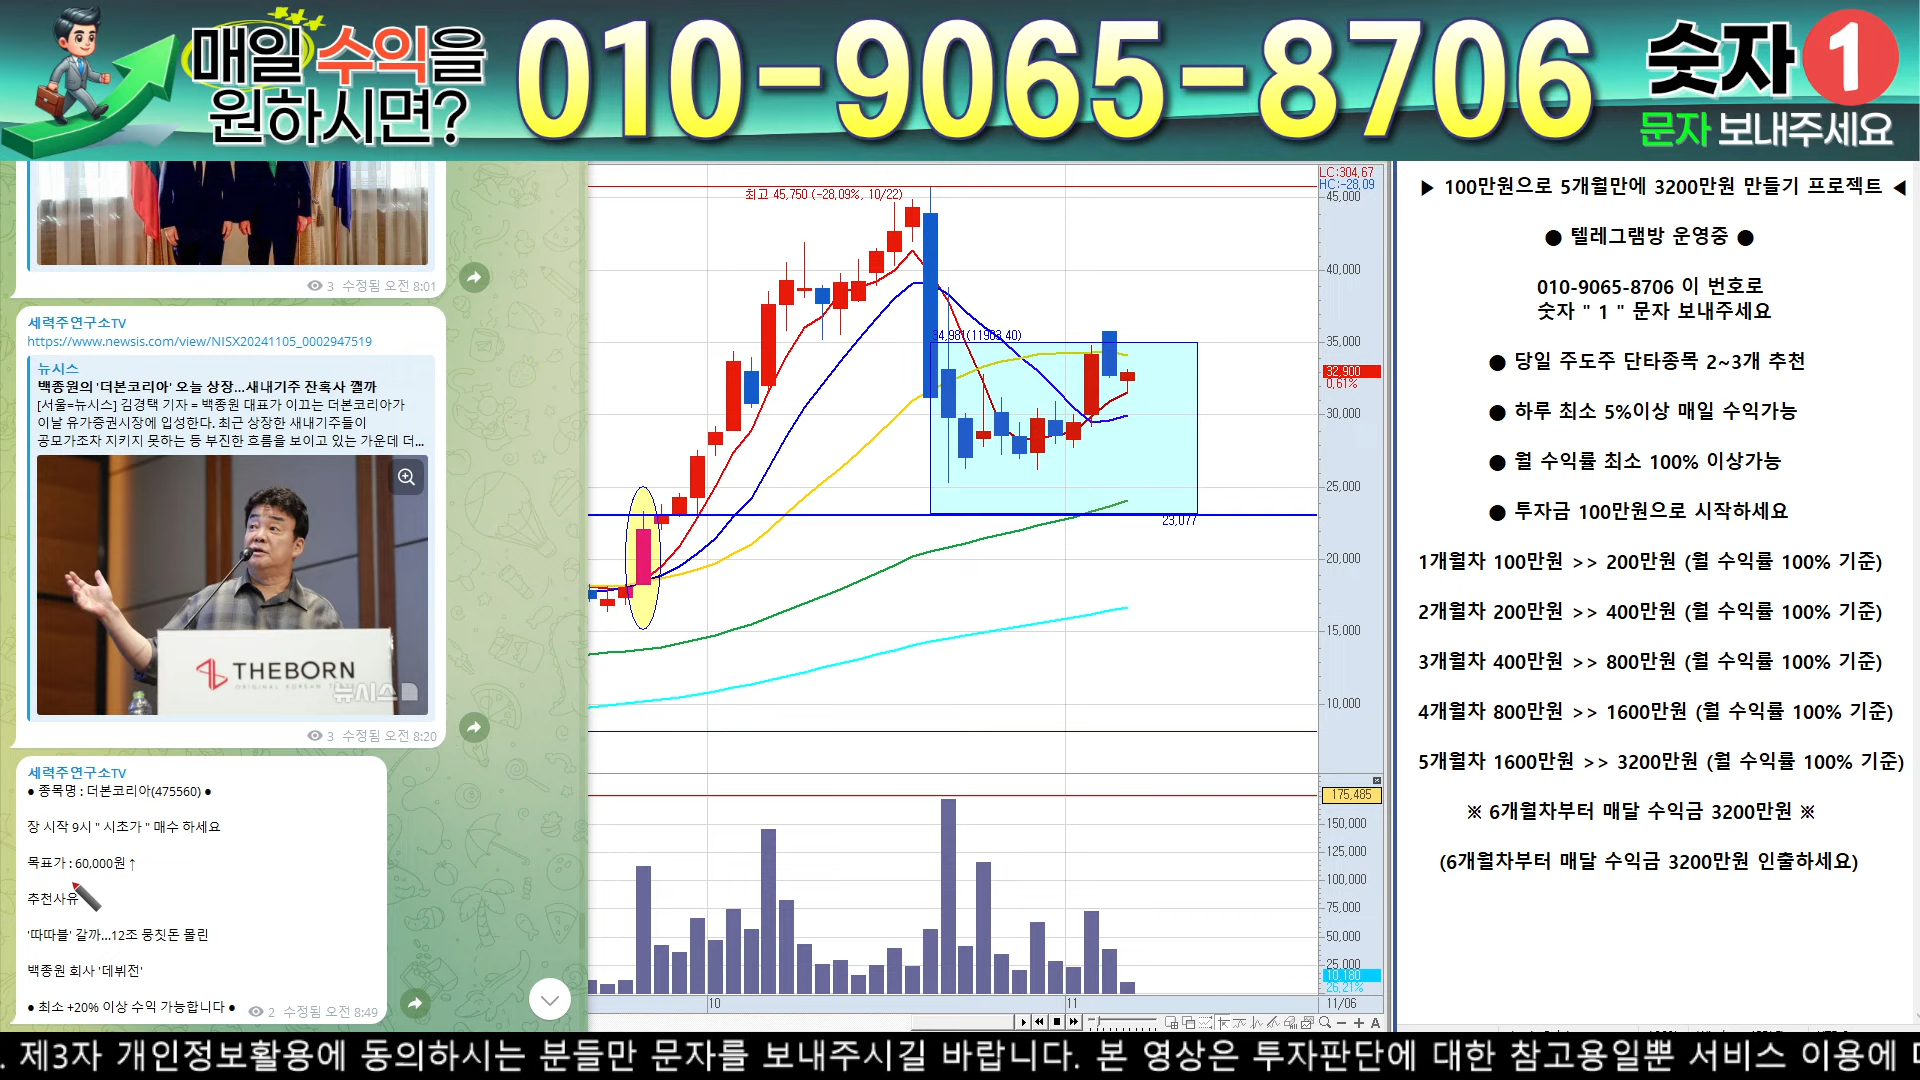 매일 수익을
원하시면?
010-9065-8706
숫자 1
문자 보내주세요
3 수정됨 오전 8:01
세력주연구소TV
https://www.newsis.com/view/NISX20241105_0002947519
뉴시스
백종원의 '더본코리아' 오늘 상장...새내기주 잔혹사 깰까
[서울=뉴시스] 김경택 기자 = 백종원 대표가 이끄는 더본코리아가
이날 유가증권시장에 입성한다. 최근 상장한 새내기주들이
공모가조차 지키지 못하는 등 부진한 흐름을 보이고 있는 가운데 더...
THEBORN
뉴시스
3 수정됨 오전 8:20
세력주연구소TV
● 종목명 : 더본코리아(475560) ●
장 시작 9시 " 시초가 " 매수 하세요
목표가 : 60,000원 ↑
추천사유
'따따블' 갈까...12조 뭉칫돈 몰린
백종원 회사 '데뷔전'
● 최소 +20% 이상 수익 가능합니다 ●
2 수정됨 오전 8:49
최고 45,750 (-28,09%, 10/22)
LC:304,67
HC:-28,09
45,000
40,000
34,981(11903,40)
35,000
32,900
0,61%
30,000
25,000
23,077
20,000
15,000
10,000
175,485
150,000
125,000
100,000
75,000
50,000
25,000
10,180
26,21%
10
11
11/06
A
▶ 100만원으로 5개월만에 3200만원 만들기 프로젝트 ◀
● 텔레그램방 운영중 ●
010-9065-8706 이 번호로
숫자 " 1 " 문자 보내주세요
● 당일 주도주 단타종목 2~3개 추천
● 하루 최소 5%이상 매일 수익가능
● 월 수익률 최소 100% 이상가능
● 투자금 100만원으로 시작하세요
1개월차 100만원 >> 200만원 (월 수익률 100% 기준)
2개월차 200만원 >> 400만원 (월 수익률 100% 기준)
3개월차 400만원 >> 800만원 (월 수익률 100% 기준)
4개월차 800만원 >> 1600만원 (월 수익률 100% 기준)
5개월차 1600만원 >> 3200만원 (월 수익률 100% 기준)
※ 6개월차부터 매달 수익금 3200만원 ※
(6개월차부터 매달 수익금 3200만원 인출하세요)
. 제3자 개인정보활용에 동의하시는 분들만 문자를 보내주시길 바랍니다. 본 영상은 투자판단에 대한 참고용일뿐 서비스 이용에